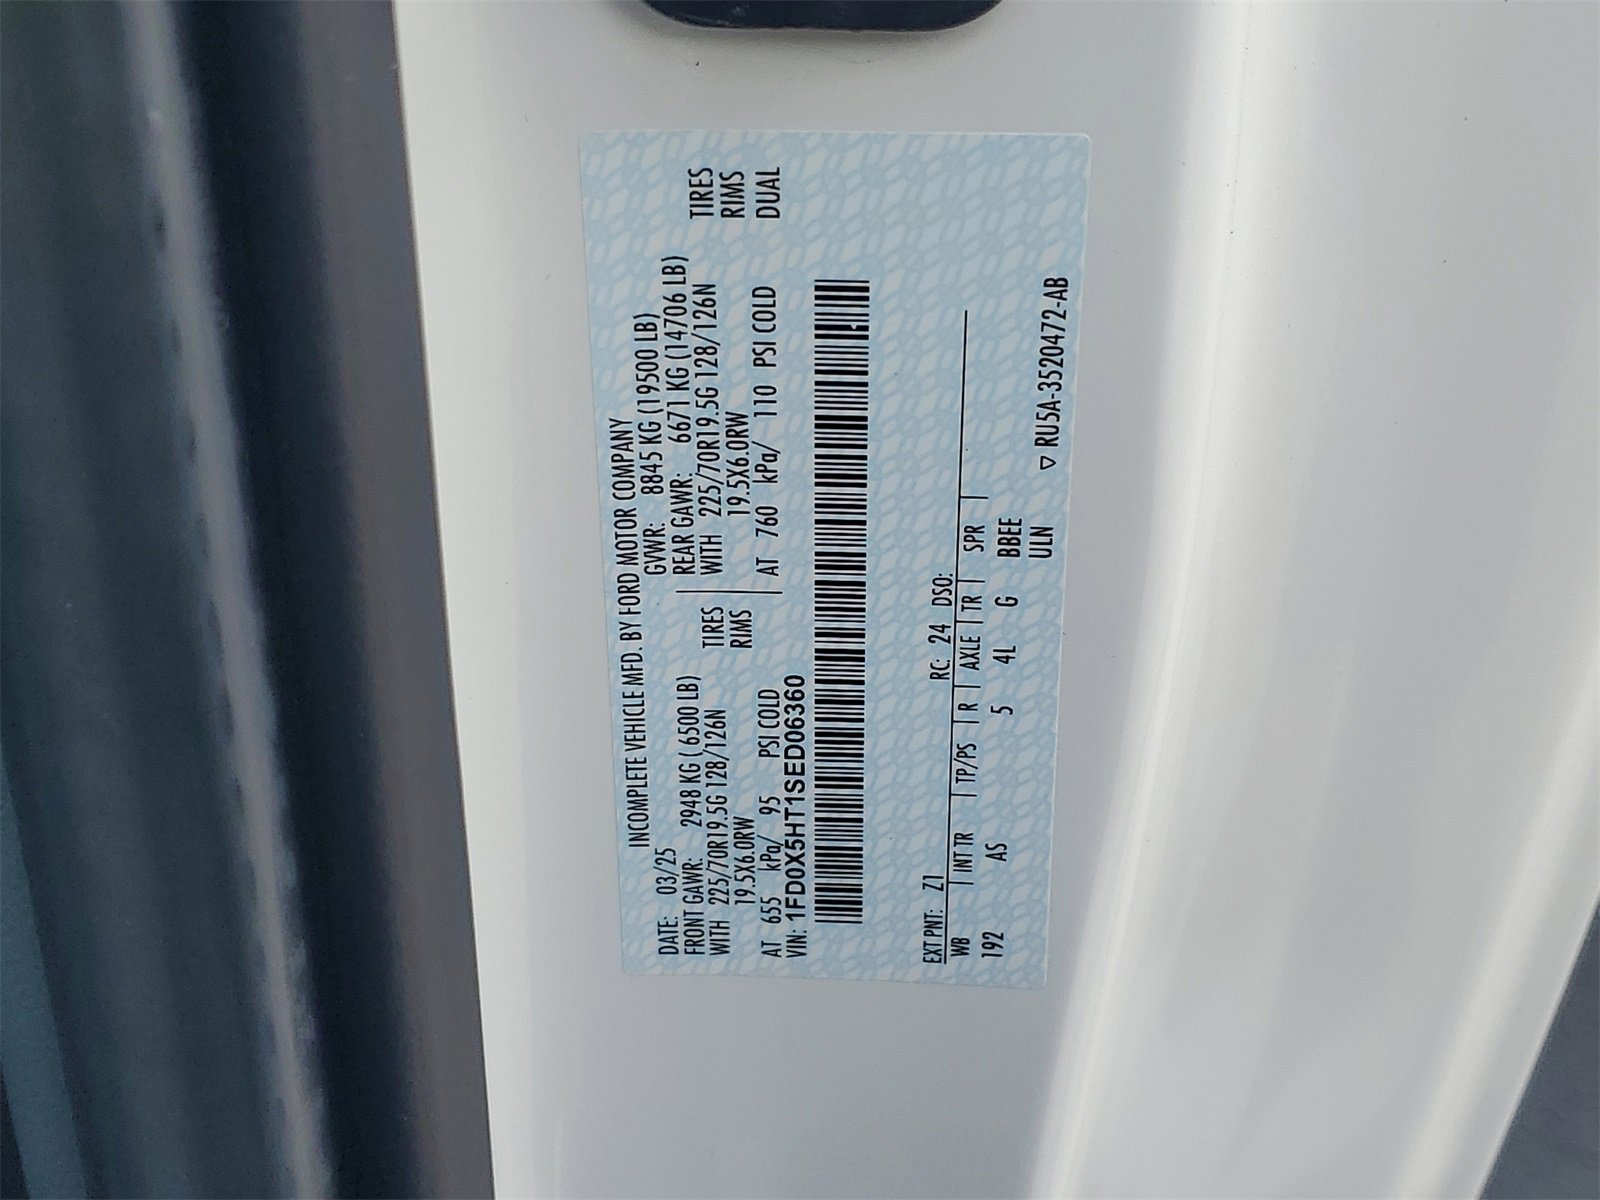 INCOMPLETE VEHICLE MFD. BY FORD MOTOR COMPANY
DATE: 03/25 GVWR: 8845 KG (19500 LB)
FRONT GAWR: 2948 KG ( 6500 LB) REAR GAWR: 6671 KG (14706 LB)
WITH 225/70R19.5G 128/126N TIRES WITH 225/70R19.5G 128/126N TIRES
19.5X6.0RW RIMS 19.5X6.0RW RIMS
AT 655 kPa/ 95 PSI COLD AT 760 kPa/ 110 PSI COLD DUAL
VIN: 1FD0X5HT1SED06360
EXT PNT: Z1 RC: 24 DSO:
WB | INT TR | TP/PS | R | AXLE | TR | SPR |
192 AS 5 4L G BBEE
ULN ▽ RU5A-3520472-AB